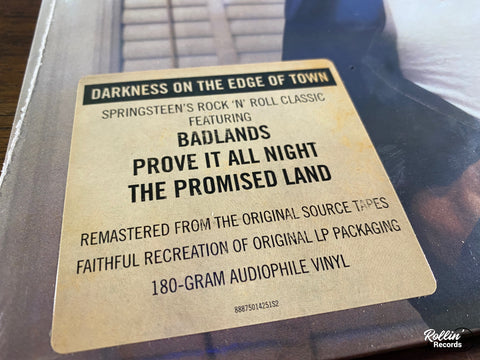 DARKNESS ON THE EDGE OF TOWN
SPRINGSTEEN'S ROCK 'N' ROLL CLASSIC
FEATURING
BADLANDS
PROVE IT ALL NIGHT
THE PROMISED LAND
REMASTERED FROM THE ORIGINAL SOURCE TAPES
FAITHFUL RECREATION OF ORIGINAL LP PACKAGING
180-GRAM AUDIOPHILE VINYL
88875014251S2
Rollin'
Records